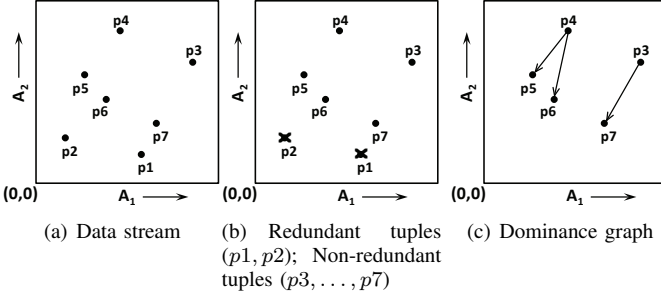 p4
p3
p5
p6
p7
p2
p1
A2
(0,0)
A1
(a) Data stream
p4
p3
p5
p6
p7
p2
p1
A2
(0,0)
A1
(b) Redundant tuples
(p1, p2); Non-redundant
tuples (p3, . . . , p7)
p4
p3
p5
p6
p7
A2
(0,0)
A1
(c) Dominance graph